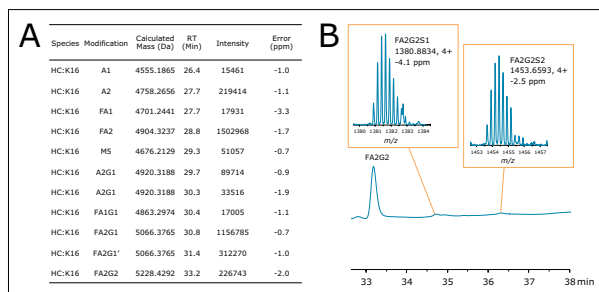 A
Species Modification Calculated Mass (Da) RT (Min) Intensity Error (ppm)
HC:K16 A1 4555.1865 26.4 15461 -1.0
HC:K16 A2 4758.2656 27.7 219414 -1.1
HC:K16 FA1 4701.2441 27.7 17931 -3.3
HC:K16 FA2 4904.3237 28.8 1502968 -1.7
HC:K16 M5 4676.2129 29.3 51057 -0.7
HC:K16 A2G1 4920.3188 29.7 89714 -0.9
HC:K16 A2G1 4920.3188 30.3 33516 -1.9
HC:K16 FA1G1 4863.2974 30.4 17005 -1.1
HC:K16 FA2G1 5066.3765 30.8 1156785 -0.7
HC:K16 FA2G1' 5066.3765 31.4 312270 -1.0
HC:K16 FA2G2 5228.4292 33.2 226743 -2.0
B
FA2G2S1
1380.8834, 4+
-4.1 ppm
1380 1381 1382 1383 1384
m/z
FA2G2S2
1453.6593, 4+
-2.5 ppm
1453 1454 1455 1456 1457
m/z
FA2G2
33 34 35 36 37 38 min